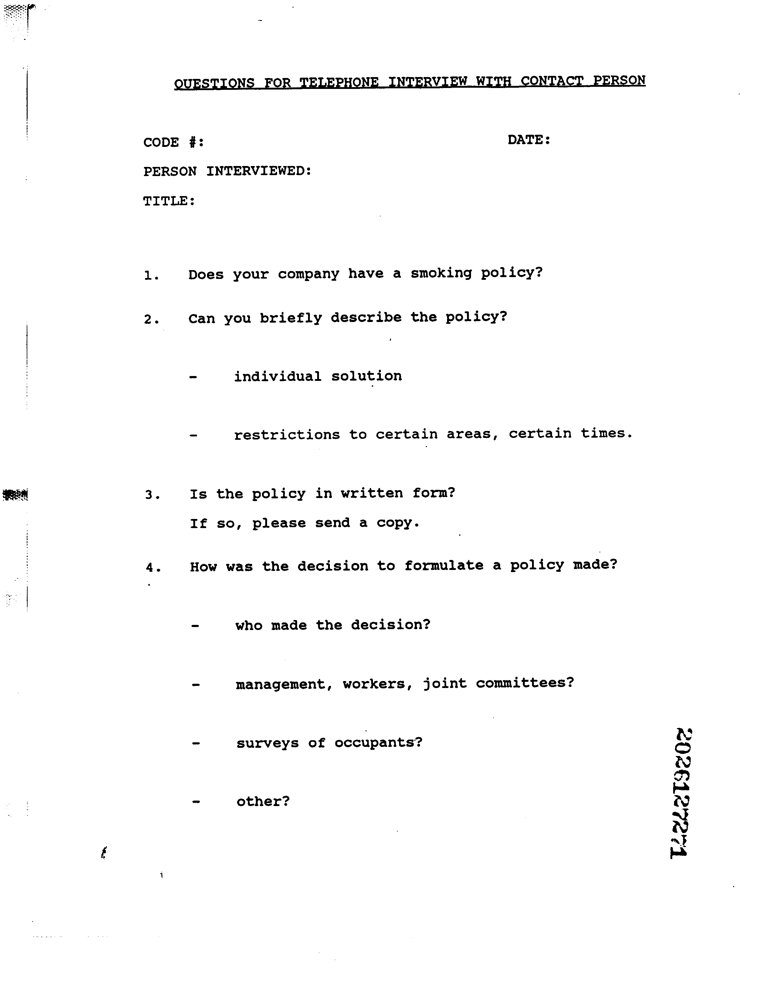 QUESTIONS FOR TELEPHONE INTERVIEW WITH CONTACT PERSON
CODE #: DATE:
PERSON INTERVIEWED:
TITLE:
1. Does your company have a smoking policy?
2. Can you briefly describe the policy?
- individual solution
- restrictions to certain areas, certain times.
3. Is the policy in written form?
If so, please send a copy.
4. How was the decision to formulate a policy made?
- who made the decision?
- management, workers, joint committees?
- surveys of occupants?
- other?
2026127271